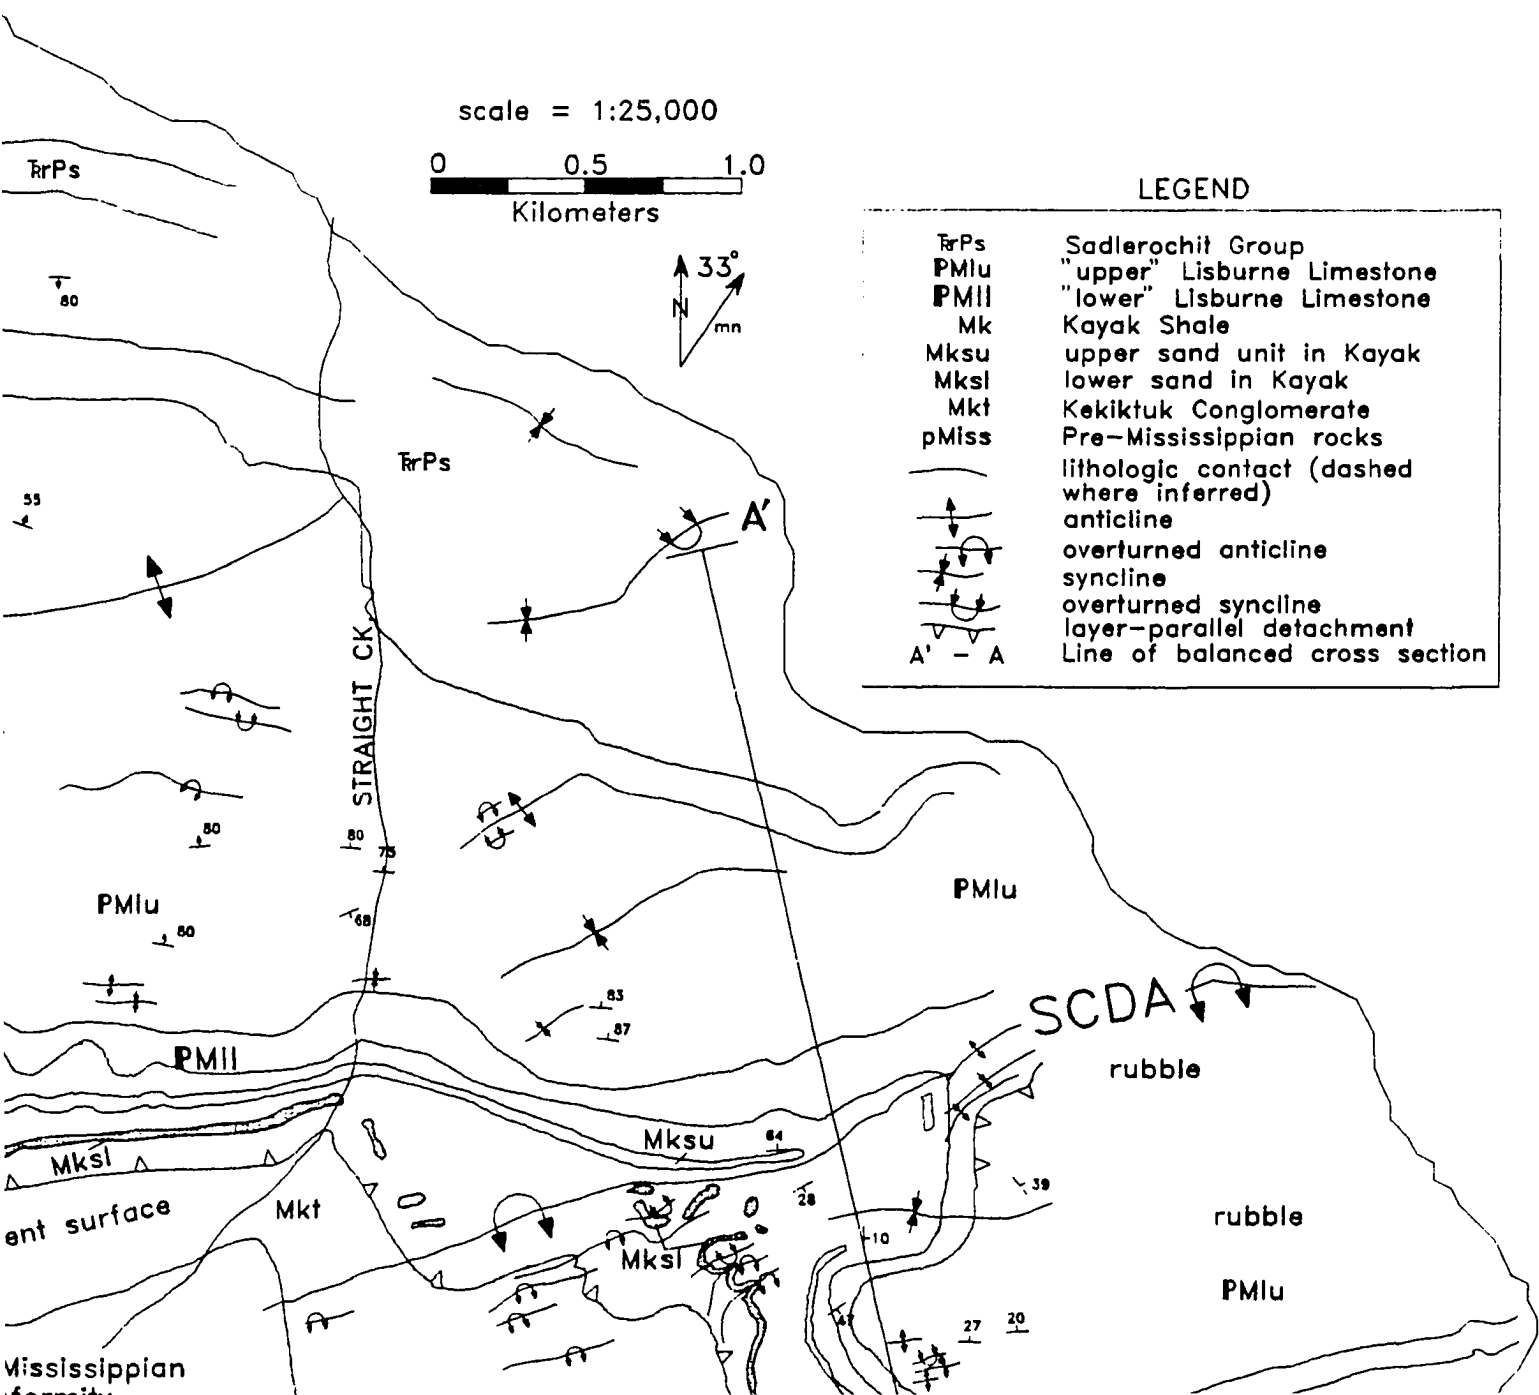 scale = 1:25,000
0 0.5 1.0
Kilometers
N 33° mn
LEGEND
TRrPs Sadlerochit Group
PMlu "upper" Lisburne Limestone
PMll "lower" Lisburne Limestone
Mk Kayak Shale
Mksu upper sand unit in Kayak
Mksl lower sand in Kayak
Mkt Kekiktuk Conglomerate
pMiss Pre-Mississippian rocks
lithologic contact (dashed
where inferred)
anticline
overturned anticline
syncline
overturned syncline
layer-parallel detachment
A' - A Line of balanced cross section
TRrPs
80
TRrPs
55
A'
STRAIGHT CK
80
80
75
PMlu
PMlu
68
80
83
87
SCDA
PMll
rubble
Mksu
64
Mksl
39
28
Mkt
ent surface
rubble
10
Mksl
PMlu
47
27
20
Mississippian